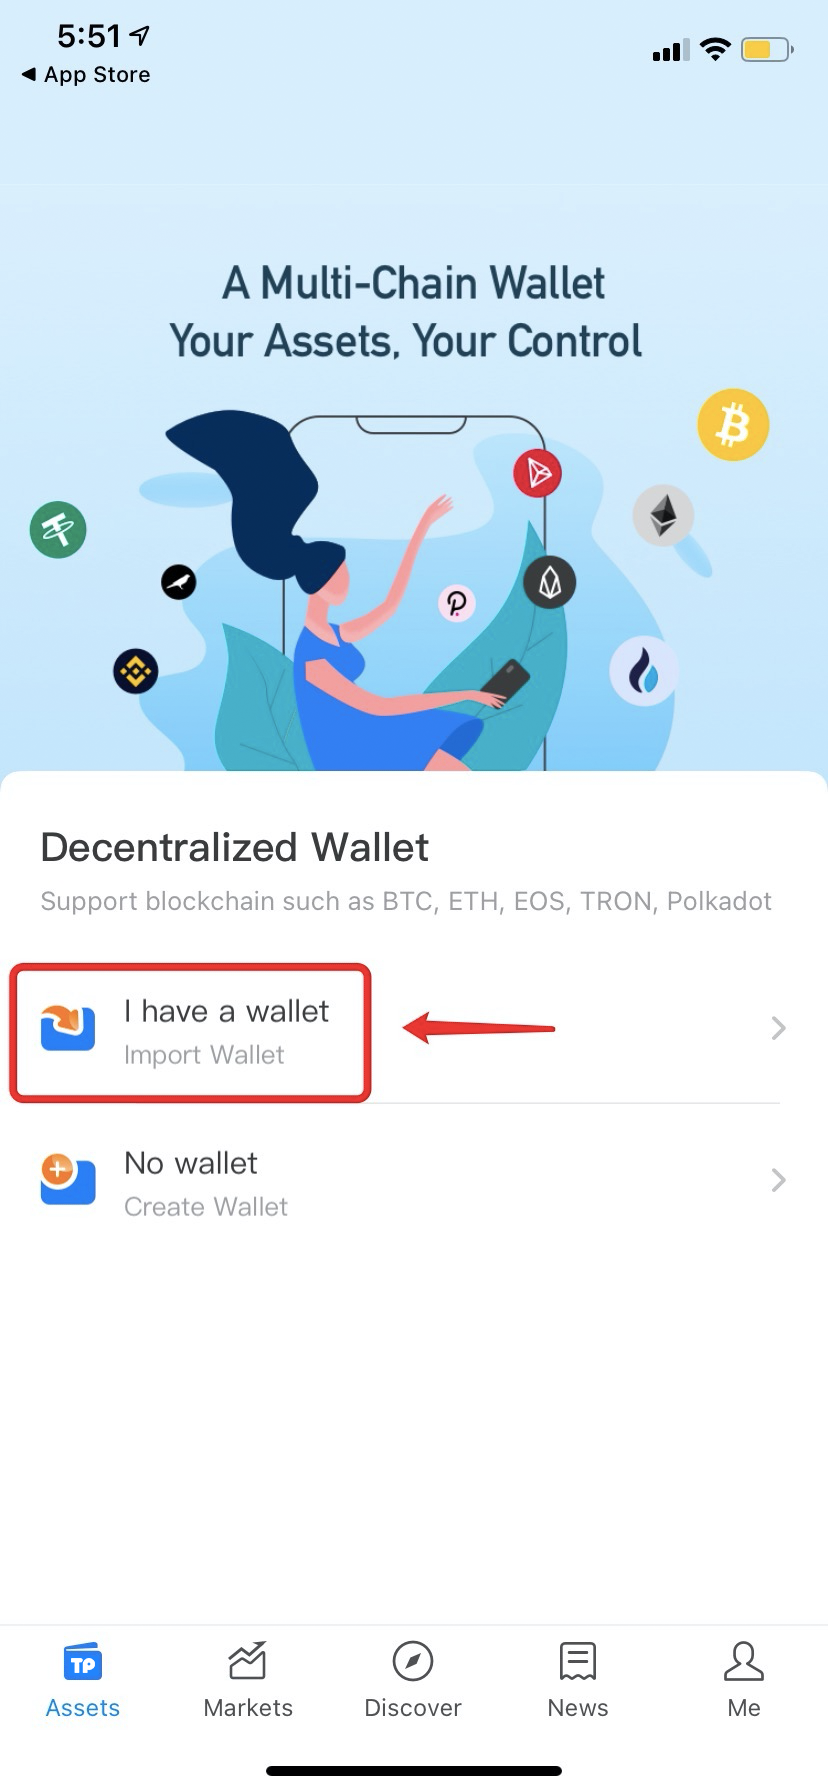 5:51
App Store
A Multi-Chain Wallet
Your Assets, Your Control
Decentralized Wallet
Support blockchain such as BTC, ETH, EOS, TRON, Polkadot
I have a wallet
Import Wallet
No wallet
Create Wallet
TP
Assets
Markets
Discover
News
Me